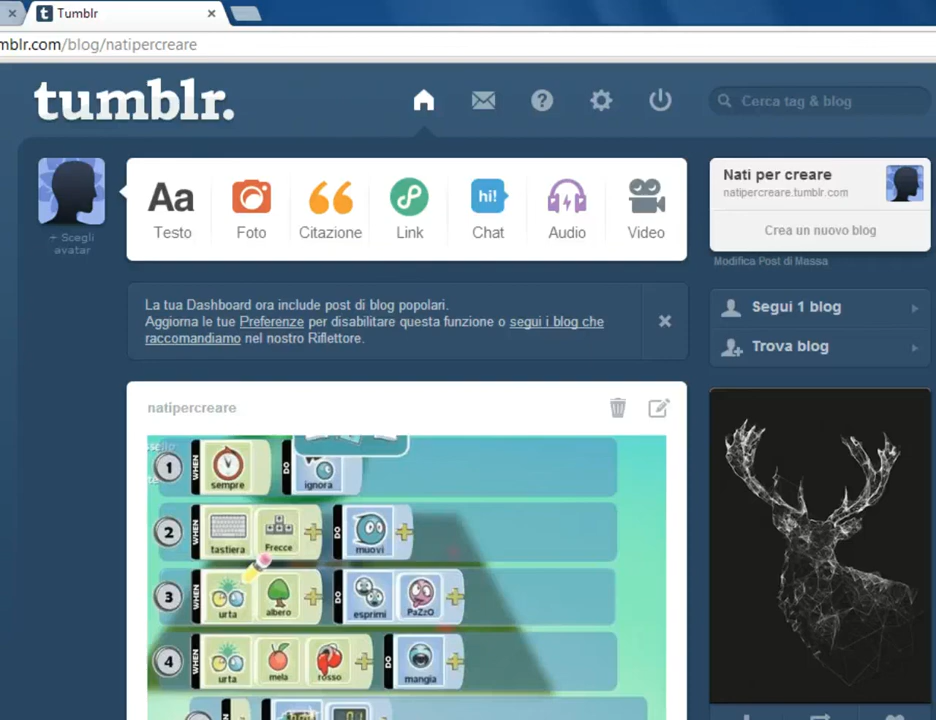 Tumblr
mblr.com/blog/natipercreare
tumblr.
Cerca tag & blog
+ Scegli
avatar
Aa
Testo
Foto
Citazione
Link
hi!
Chat
Audio
Video
Nati per creare
natipercreare.tumblr.com
Crea un nuovo blog
Modifica Post di Massa
La tua Dashboard ora include post di blog popolari.
Aggiorna le tue Preferenze per disabilitare questa funzione o segui i blog che
raccomandiamo nel nostro Riflettore.
Segui 1 blog
Trova blog
natipercreare
1 WHEN sempre DO ignora
2 WHEN tastiera Frecce DO muovi
3 WHEN urta albero DO esprimi PaZzO
4 WHEN urta mela rosso DO mangia